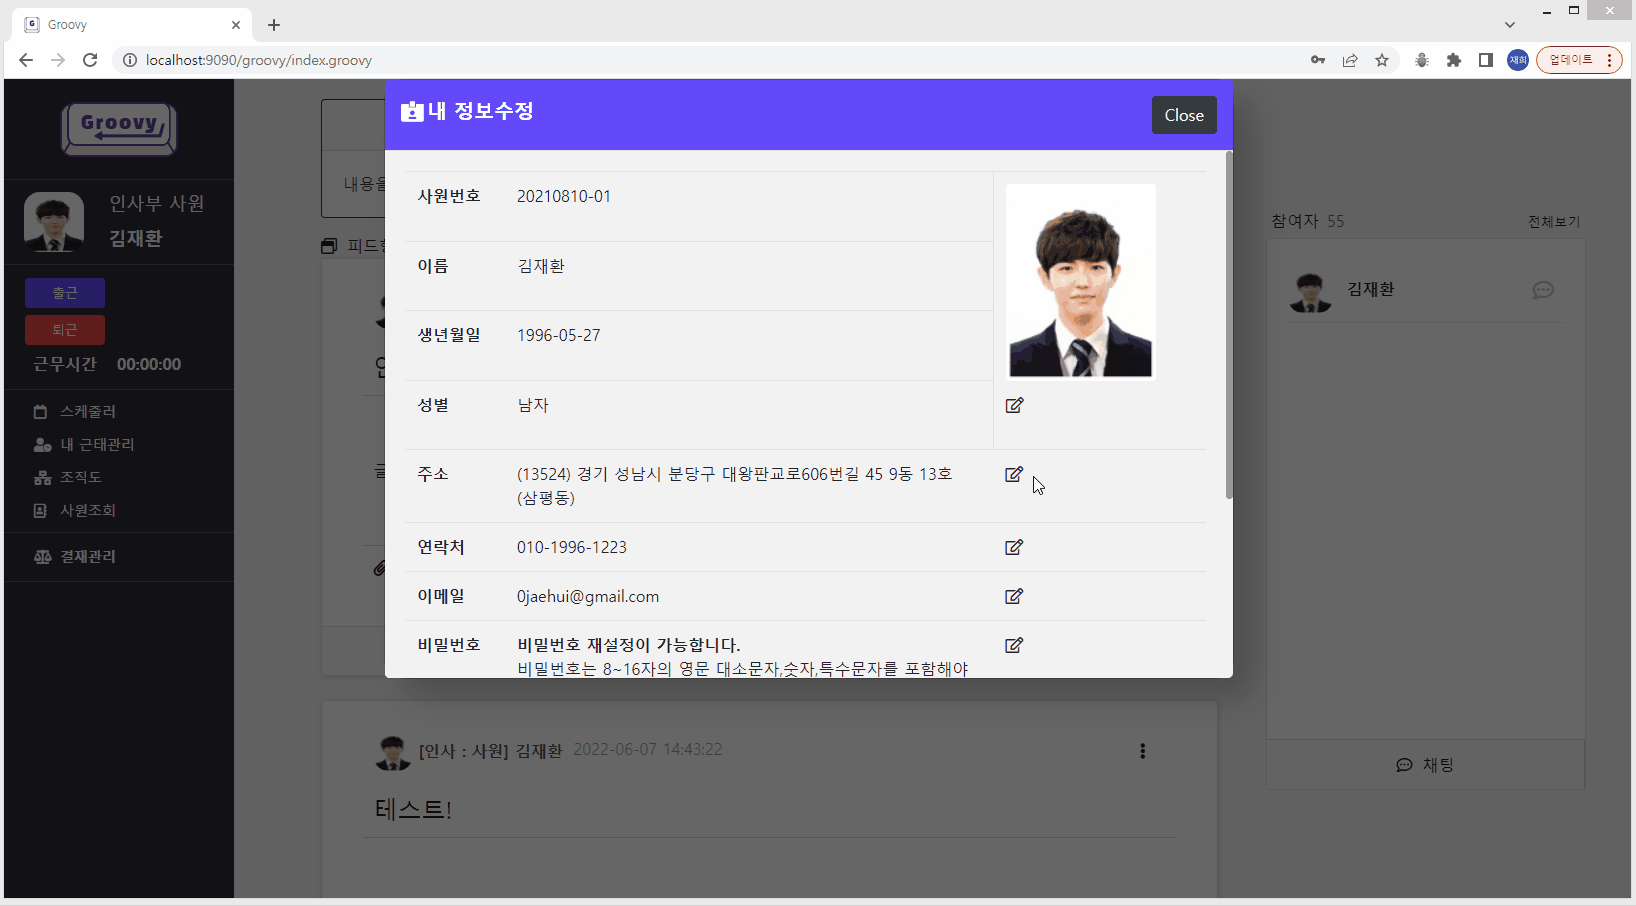 Groovy
localhost:9090/groovy/index.groovy
재희
업데이트
Groovy
인사부 사원
김재환
출근
퇴근
근무시간 00:00:00
스케줄러
내 근태관리
조직도
사원조회
결재관리
내 정보수정
Close
사원번호 20210810-01
이름 김재환
생년월일 1996-05-27
성별 남자
주소 (13524) 경기 성남시 분당구 대왕판교로606번길 45 9동 13호
(삼평동)
연락처 010-1996-1223
이메일 0jaehui@gmail.com
비밀번호 비밀번호 재설정이 가능합니다.
비밀번호는 8~16자의 영문 대소문자,숫자,특수문자를 포함해야
참여자 55 전체보기
김재환
채팅
[인사 : 사원] 김재환 2022-06-07 14:43:22
테스트!